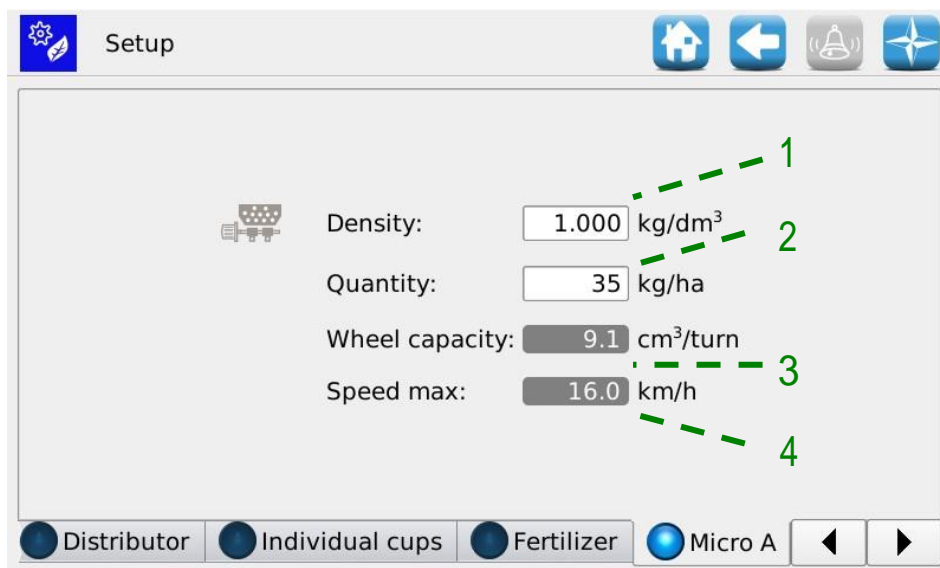 Setup
1
Density: 1.000 kg/dm³
2
Quantity: 35 kg/ha
Wheel capacity: 9.1 cm³/turn
3
Speed max: 16.0 km/h
4
Distributor Individual cups Fertilizer Micro A